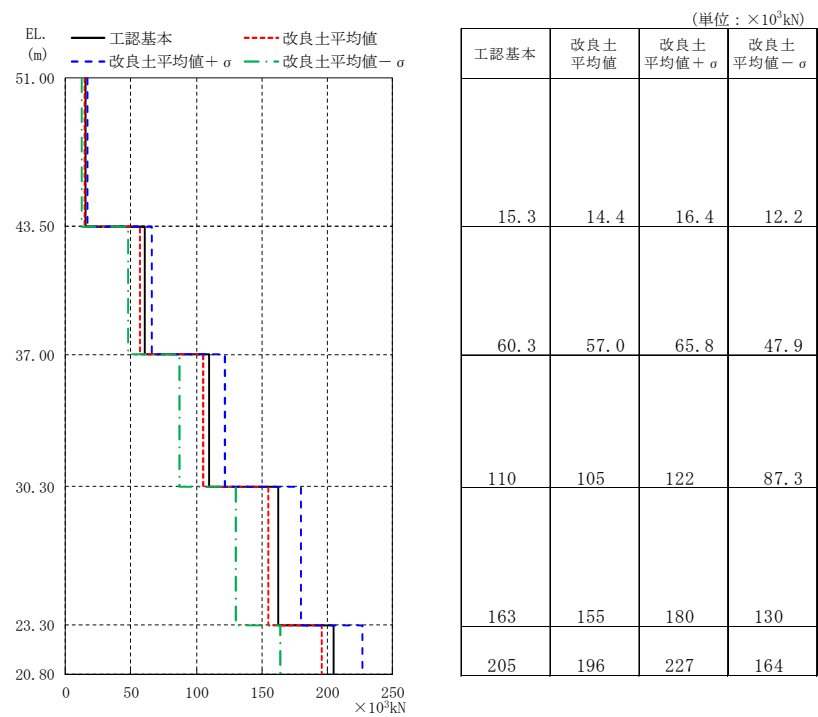 (単位：×10³kN)
EL.
(m)
工認基本
改良土平均値
改良土平均値＋σ
改良土平均値－σ
51.00
43.50
37.00
30.30
23.30
20.80
0 50 100 150 200 250
×10³kN
工認基本 改良土平均値 改良土平均値＋σ 改良土平均値－σ
15.3 14.4 16.4 12.2
60.3 57.0 65.8 47.9
110 105 122 87.3
163 155 180 130
205 196 227 164